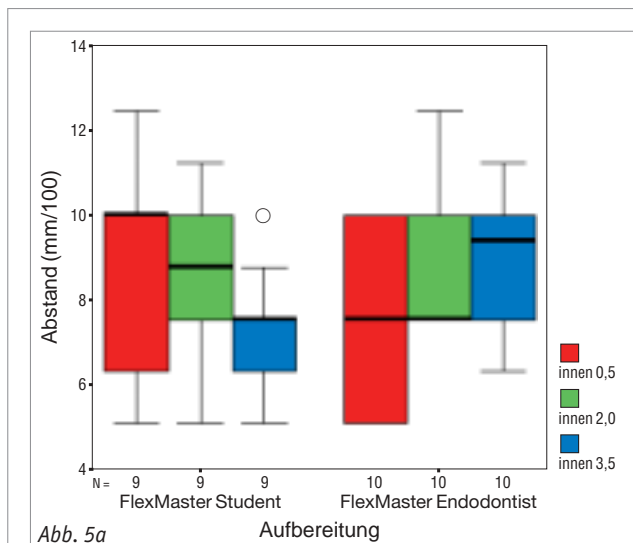 14
12
10
8
6
4
Abstand (mm/100)
N = 9 9 9 10 10 10
FlexMaster Student FlexMaster Endodontist
Aufbereitung
innen 0,5
innen 2,0
innen 3,5
Abb. 5a